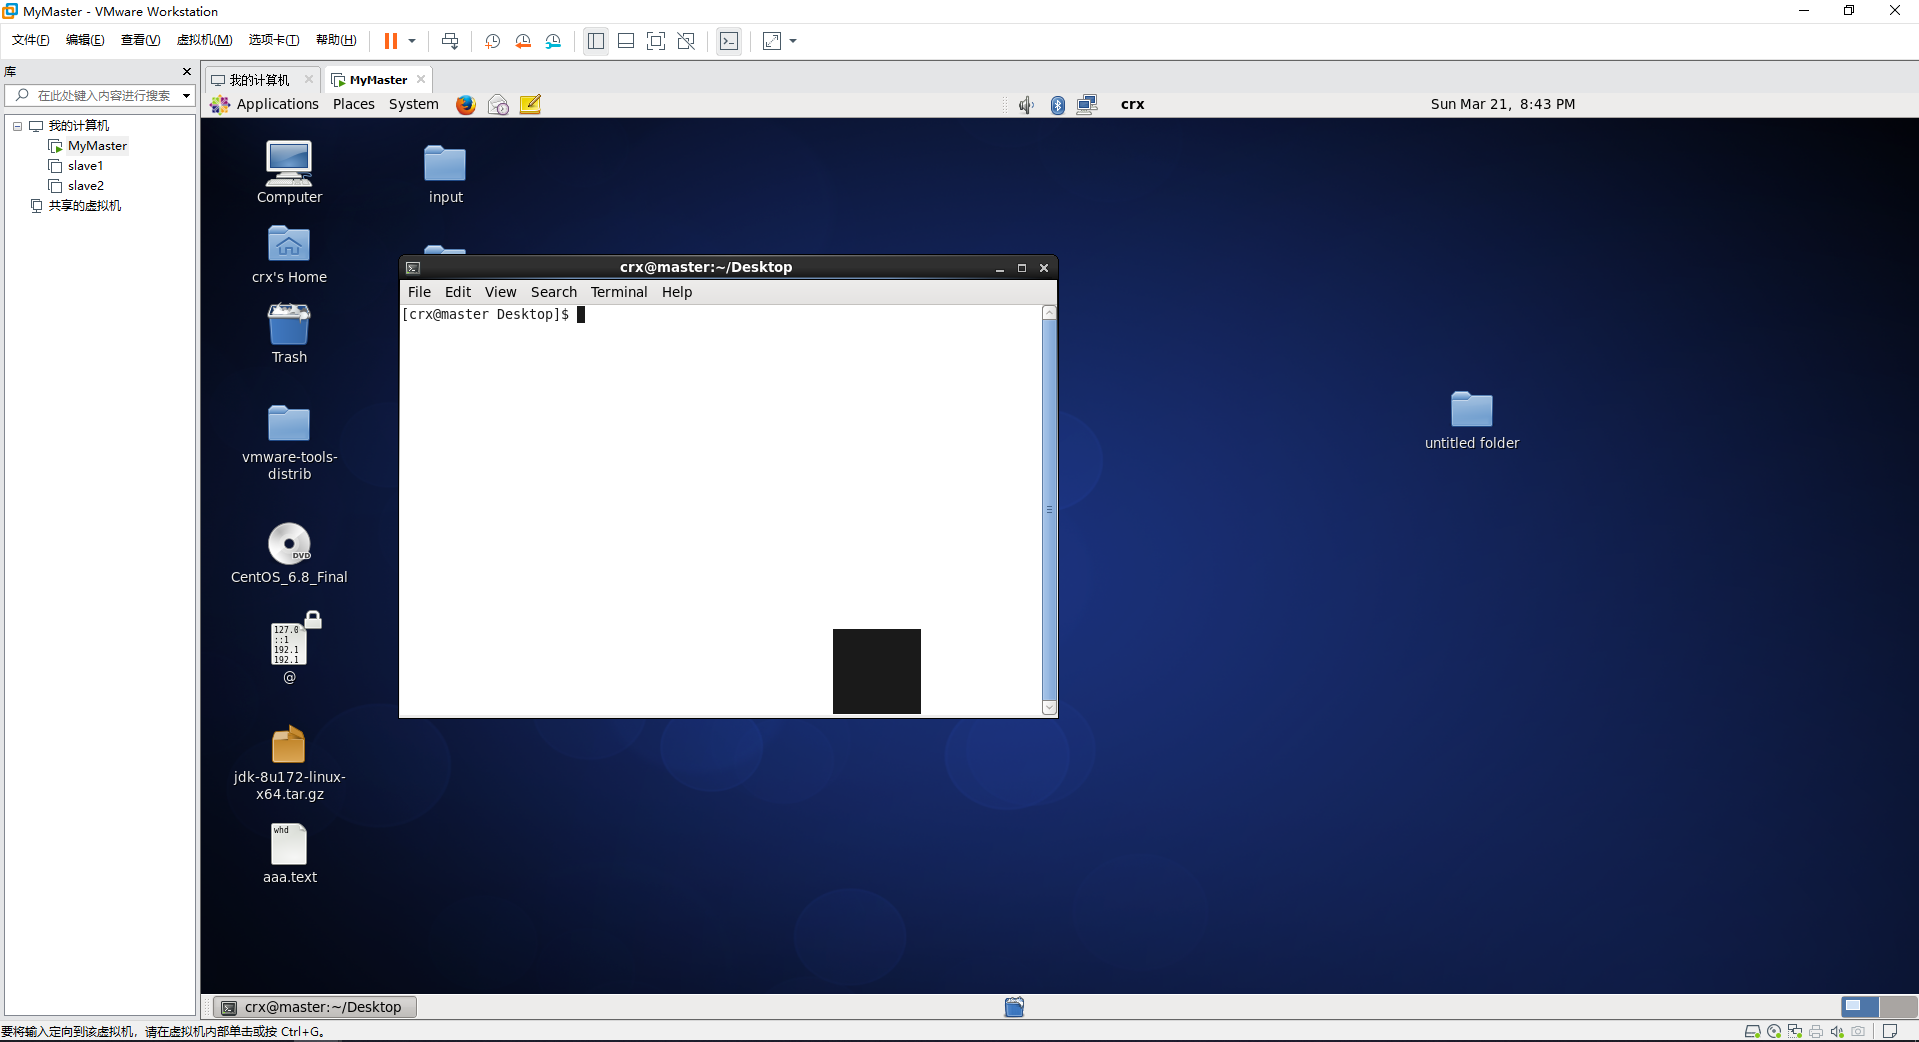 MyMaster - VMware Workstation
文件(F) 编辑(E) 查看(V) 虚拟机(M) 选项卡(T) 帮助(H)
库
在此处键入内容进行搜索
我的计算机
MyMaster
slave1
slave2
共享的虚拟机
我的计算机 MyMaster
Applications Places System crx Sun Mar 21, 8:43 PM
Computer
input
crx's Home
Trash
vmware-tools-
distrib
DVD
CentOS_6.8_Final
127.0
::1
192.1
192.1
@
jdk-8u172-linux-
x64.tar.gz
whd
aaa.text
crx@master:~/Desktop
File Edit View Search Terminal Help
[crx@master Desktop]$
untitled folder
crx@master:~/Desktop
要将输入定向到该虚拟机，请在虚拟机内部单击或按 Ctrl+G。